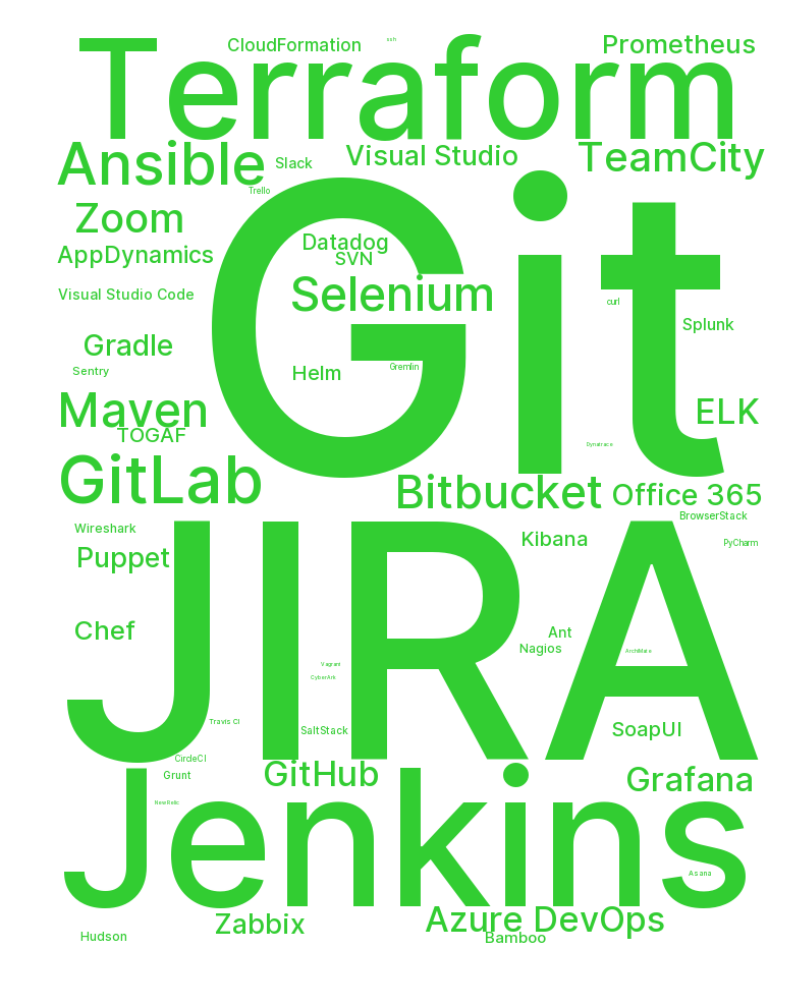 CloudFormation
ssh
Prometheus
Terraform
Ansible
Slack
Visual Studio
TeamCity
Trello
Git
Zoom
Datadog
AppDynamics
SVN
Selenium
Visual Studio Code
curl
Splunk
Gradle
Helm
Gremlin
Sentry
Maven
ELK
TOGAF
Dynatrace
GitLab
Bitbucket
Office 365
BrowserStack
JIRA
Wireshark
Kibana
PyCharm
Puppet
Chef
Ant
Nagios
ArchiMate
Vagrant
CyberArk
Travis CI
SaltStack
SoapUI
CircleCI
GitHub
Grunt
Grafana
Jenkins
New Relic
Asana
Zabbix
Azure DevOps
Hudson
Bamboo